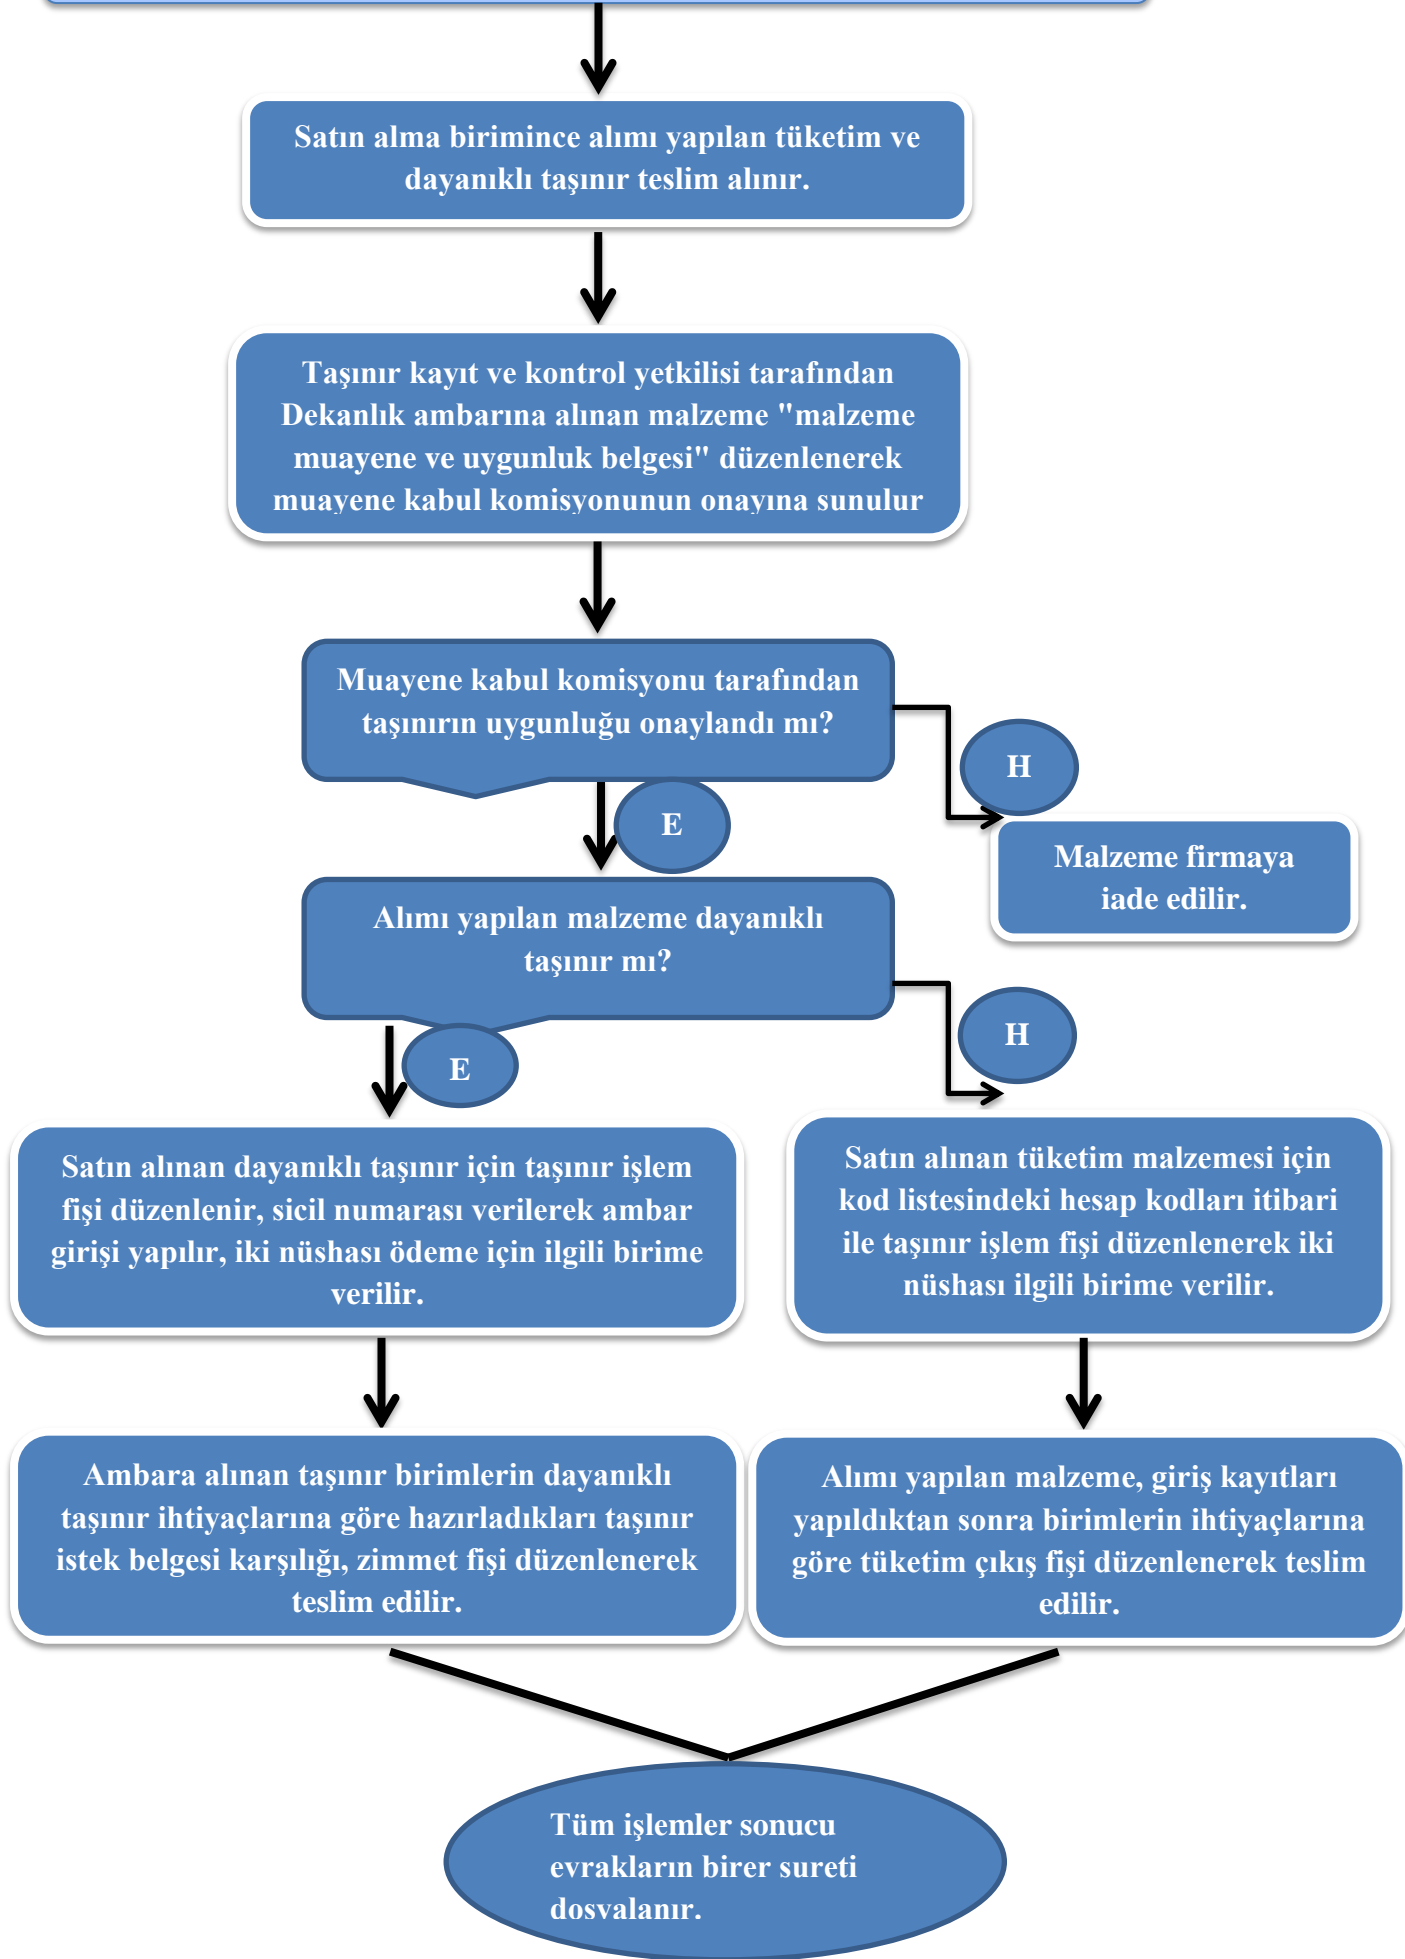 Satın alma birimince alımı yapılan tüketim ve
dayanıklı taşınır teslim alınır.
Taşınır kayıt ve kontrol yetkilisi tarafından
Dekanlık ambarına alınan malzeme "malzeme
muayene ve uygunluk belgesi" düzenlenerek
muayene kabul komisyonunun onayına sunulur
Muayene kabul komisyonu tarafından
taşınırın uygunluğu onaylandı mı?
H
E
Malzeme firmaya
iade edilir.
Alımı yapılan malzeme dayanıklı
taşınır mı?
H
E
Satın alınan dayanıklı taşınır için taşınır işlem
fişi düzenlenir, sicil numarası verilerek ambar
girişi yapılır, iki nüshası ödeme için ilgili birime
verilir.
Satın alınan tüketim malzemesi için
kod listesindeki hesap kodları itibari
ile taşınır işlem fişi düzenlenerek iki
nüshası ilgili birime verilir.
Ambara alınan taşınır birimlerin dayanıklı
taşınır ihtiyaçlarına göre hazırladıkları taşınır
istek belgesi karşılığı, zimmet fişi düzenlenerek
teslim edilir.
Alımı yapılan malzeme, giriş kayıtları
yapıldıktan sonra birimlerin ihtiyaçlarına
göre tüketim çıkış fişi düzenlenerek teslim
edilir.
Tüm işlemler sonucu
evrakların birer sureti
dosyalanır.